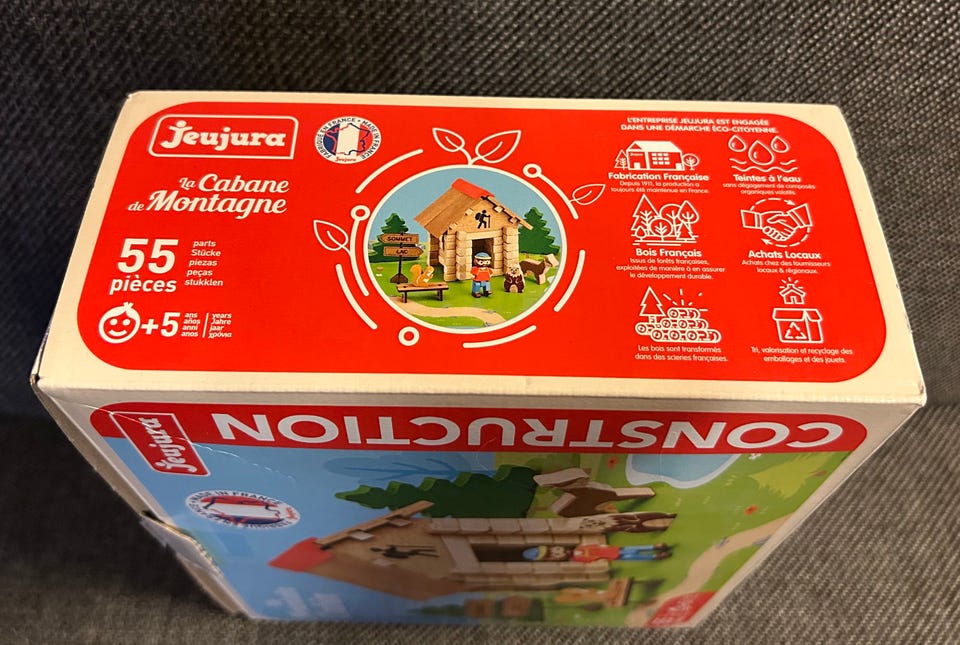 Jeujura
FABRIQUÉ EN FRANCE • MADE IN FRANCE
Jeujura
La Cabane
de Montagne
55
pièces
parts
Stücke
piezas
peças
stukkien
+5
ans
años
anni
anos
years
Jahre
jaar
χρόνια
SOMMET
LAC
L'ENTREPRISE JEUJURA EST ENGAGÉE
DANS UNE DÉMARCHE ÉCO-CITOYENNE.
Fabrication Française
Depuis 1911, la production a
toujours été maintenue en France.
Teintes à l'eau
sans dégagement de composés
organiques volatils.
Bois Français
Issus de forêts françaises,
exploitées de manière à en assurer
le développement durable.
Achats Locaux
Achats chez des fournisseurs
locaux & régionaux.
Les bois sont transformés
dans des scieries françaises.
Tri, valorisation et recyclage des
emballages et des jouets.
CONSTRUCTION
Jeujura
MADE IN FRANCE